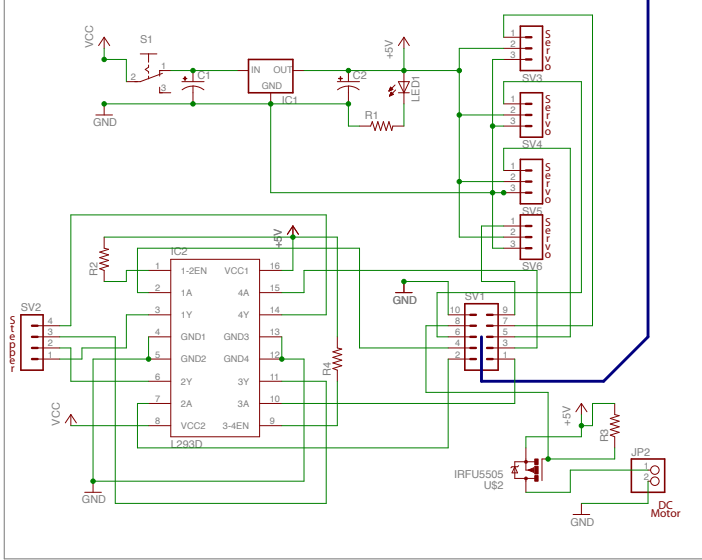 VCC
S1
1
2
3
C1
IN OUT
GND
IC1
C2
+5V
LED1
R1
GND
1
2
3
Servo
SV3
1
2
3
Servo
SV4
1
2
3
Servo
SV5
1
2
3
Servo
SV6
IC2
+5V
R2
1 1-2EN VCC1 16
2 1A 4A 15
3 1Y 4Y 14
4 GND1 GND3 13
5 GND2 GND4 12
6 2Y 3Y 11
7 2A 3A 10
8 VCC2 3-4EN 9
L293D
SV2
Stepper
4
3
2
1
VCC
GND
R4
GND
SV1
10 9
8 7
6 5
4 3
2 1
+5V
R3
IRFU5505
U$2
JP2
1
2
DC
Motor
GND